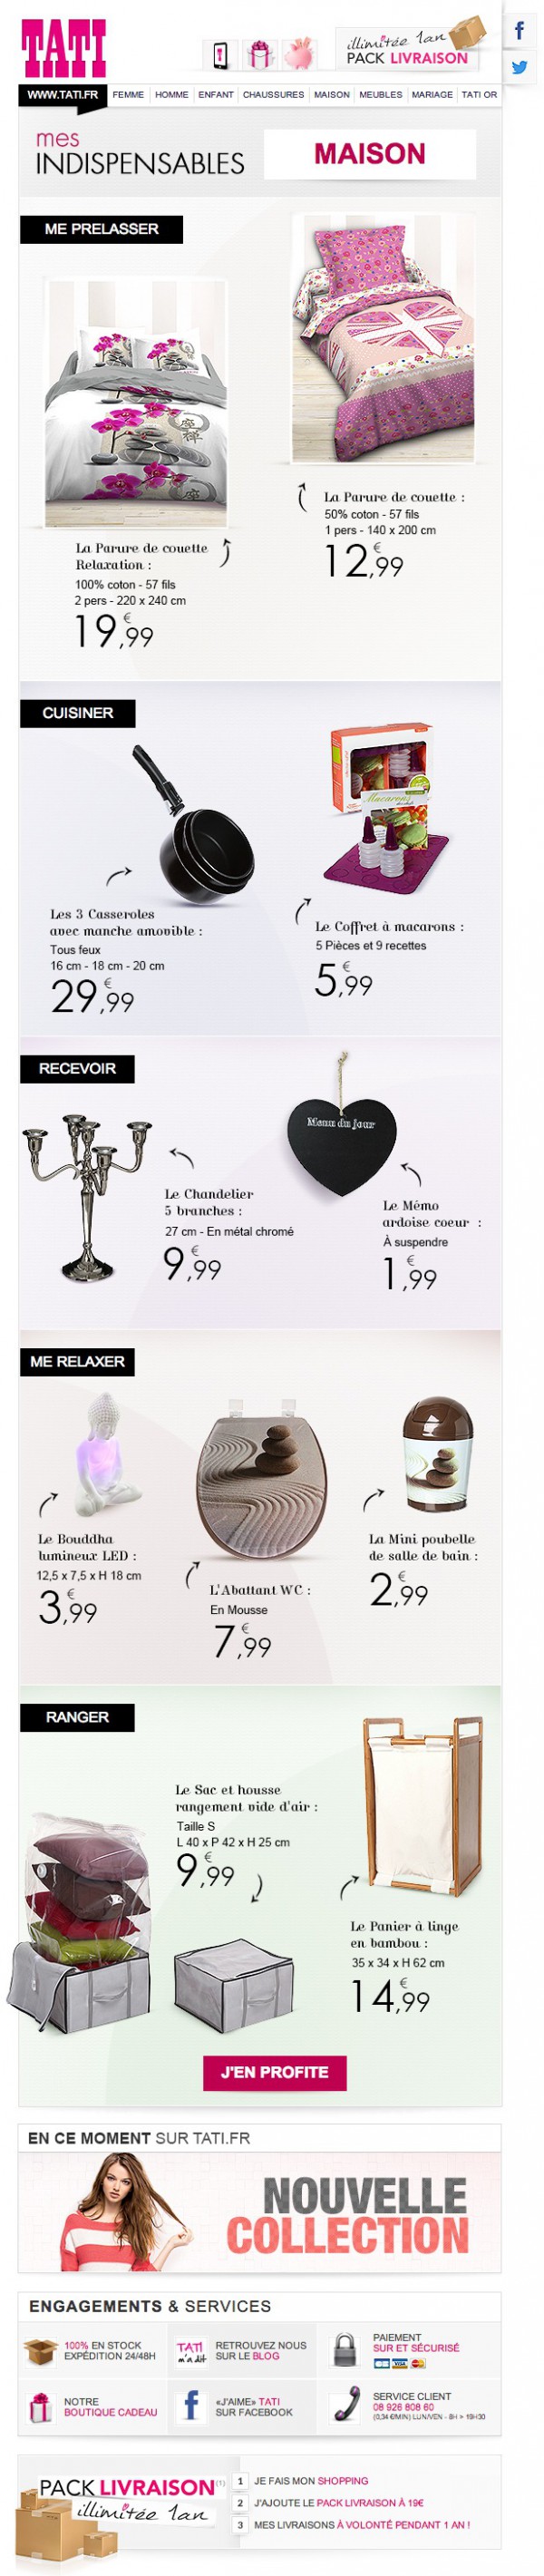 TATI
illimitée 1an
PACK LIVRAISON
WWW.TATI.FR
FEMME
HOMME
ENFANT
CHAUSSURES
MAISON
MEUBLES
MARIAGE
TATI OR
mes
INDISPENSABLES
MAISON
ME PRELASSER
La Parure de couette :
50% coton - 57 fils
1 pers - 140 x 200 cm
12,€99
La Parure de couette
Relaxation :
100% coton - 57 fils
2 pers - 220 x 240 cm
19,€99
CUISINER
Macarons
Les 3 Casseroles
avec manche amovible :
Tous feux
16 cm - 18 cm - 20 cm
29,€99
Le Coffret à macarons :
5 Pièces et 9 recettes
5,€99
RECEVOIR
Menu du Jour
Le Chandelier
5 branches :
27 cm - En métal chromé
9,€99
Le Mémo
ardoise coeur :
À suspendre
1,€99
ME RELAXER
Le Bouddha
lumineux LED :
12,5 x 7,5 x H 18 cm
3,€99
L'Abattant WC :
En Mousse
7,€99
La Mini poubelle
de salle de bain :
2,€99
RANGER
Le Sac et housse
rangement vide d'air :
Taille S
L 40 x P 42 x H 25 cm
9,€99
Le Panier à linge
en bambou :
35 x 34 x H 62 cm
14,€99
J'EN PROFITE
EN CE MOMENT SUR TATI.FR
NOUVELLE
COLLECTION
ENGAGEMENTS & SERVICES
100% EN STOCK
EXPÉDITION 24/48H
TATI
m'a dit
RETROUVEZ NOUS
SUR LE BLOG
PAIEMENT
SUR ET SÉCURISÉ
VISA
NOTRE
BOUTIQUE CADEAU
«J'AIME» TATI
SUR FACEBOOK
SERVICE CLIENT
08 926 808 60
(0,34 €/MIN) LUN/VEN - 8H > 19H30
PACK LIVRAISON (1)
illimitée 1an
1 JE FAIS MON SHOPPING
2 J'AJOUTE LE PACK LIVRAISON À 19€
3 MES LIVRAISONS À VOLONTÉ PENDANT 1 AN !